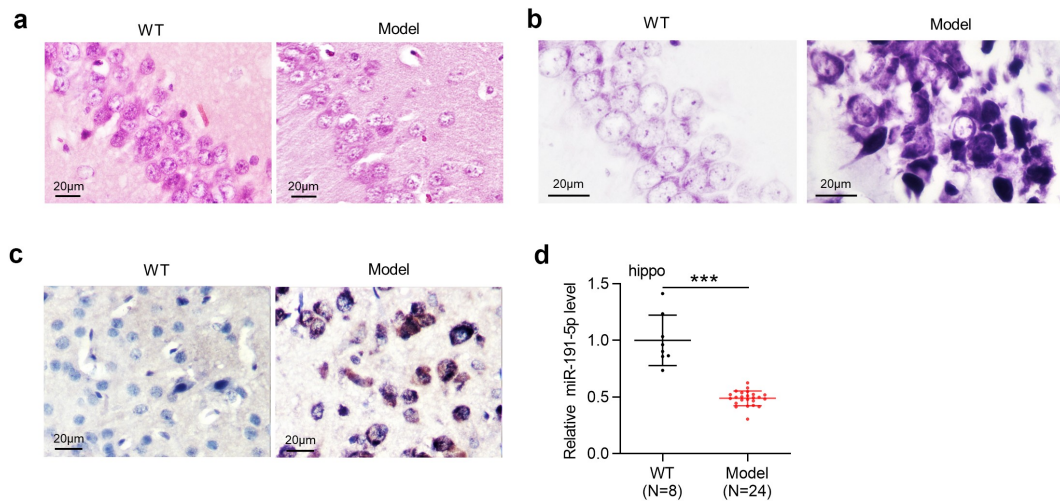 a
WT
Model
20μm
20μm
b
WT
Model
20μm
20μm
c
WT
Model
20μm
20μm
d
hippo
***
Relative miR-191-5p level
1.5
1.0
0.5
0.0
WT
(N=8)
Model
(N=24)